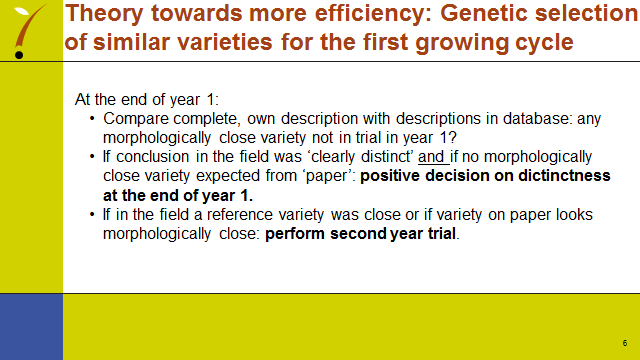 Theory towards more efficiency: Genetic selection
of similar varieties for the first growing cycle
At the end of year 1:
• Compare complete, own description with descriptions in database: any
morphologically close variety not in trial in year 1?
• If conclusion in the field was ‘clearly distinct’ and if no morphologically
close variety expected from ‘paper’: positive decision on dictinctness
at the end of year 1.
• If in the field a reference variety was close or if variety on paper looks
morphologically close: perform second year trial.
6